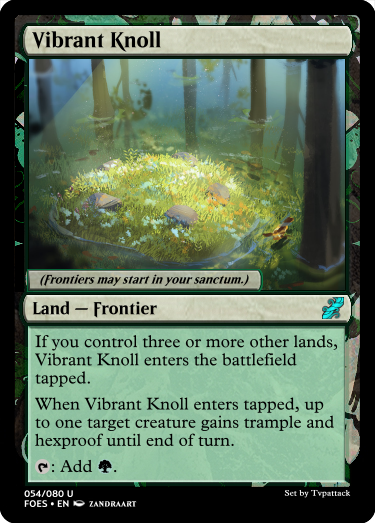 Vibrant Knoll
(Frontiers may start in your sanctum.)
Land — Frontier
If you control three or more other lands,
Vibrant Knoll enters the battlefield
tapped.
When Vibrant Knoll enters tapped, up
to one target creature gains trample and
hexproof until end of turn.
: Add .
054/080 U
FOES • EN ZANDRAART
Set by Tvpattack